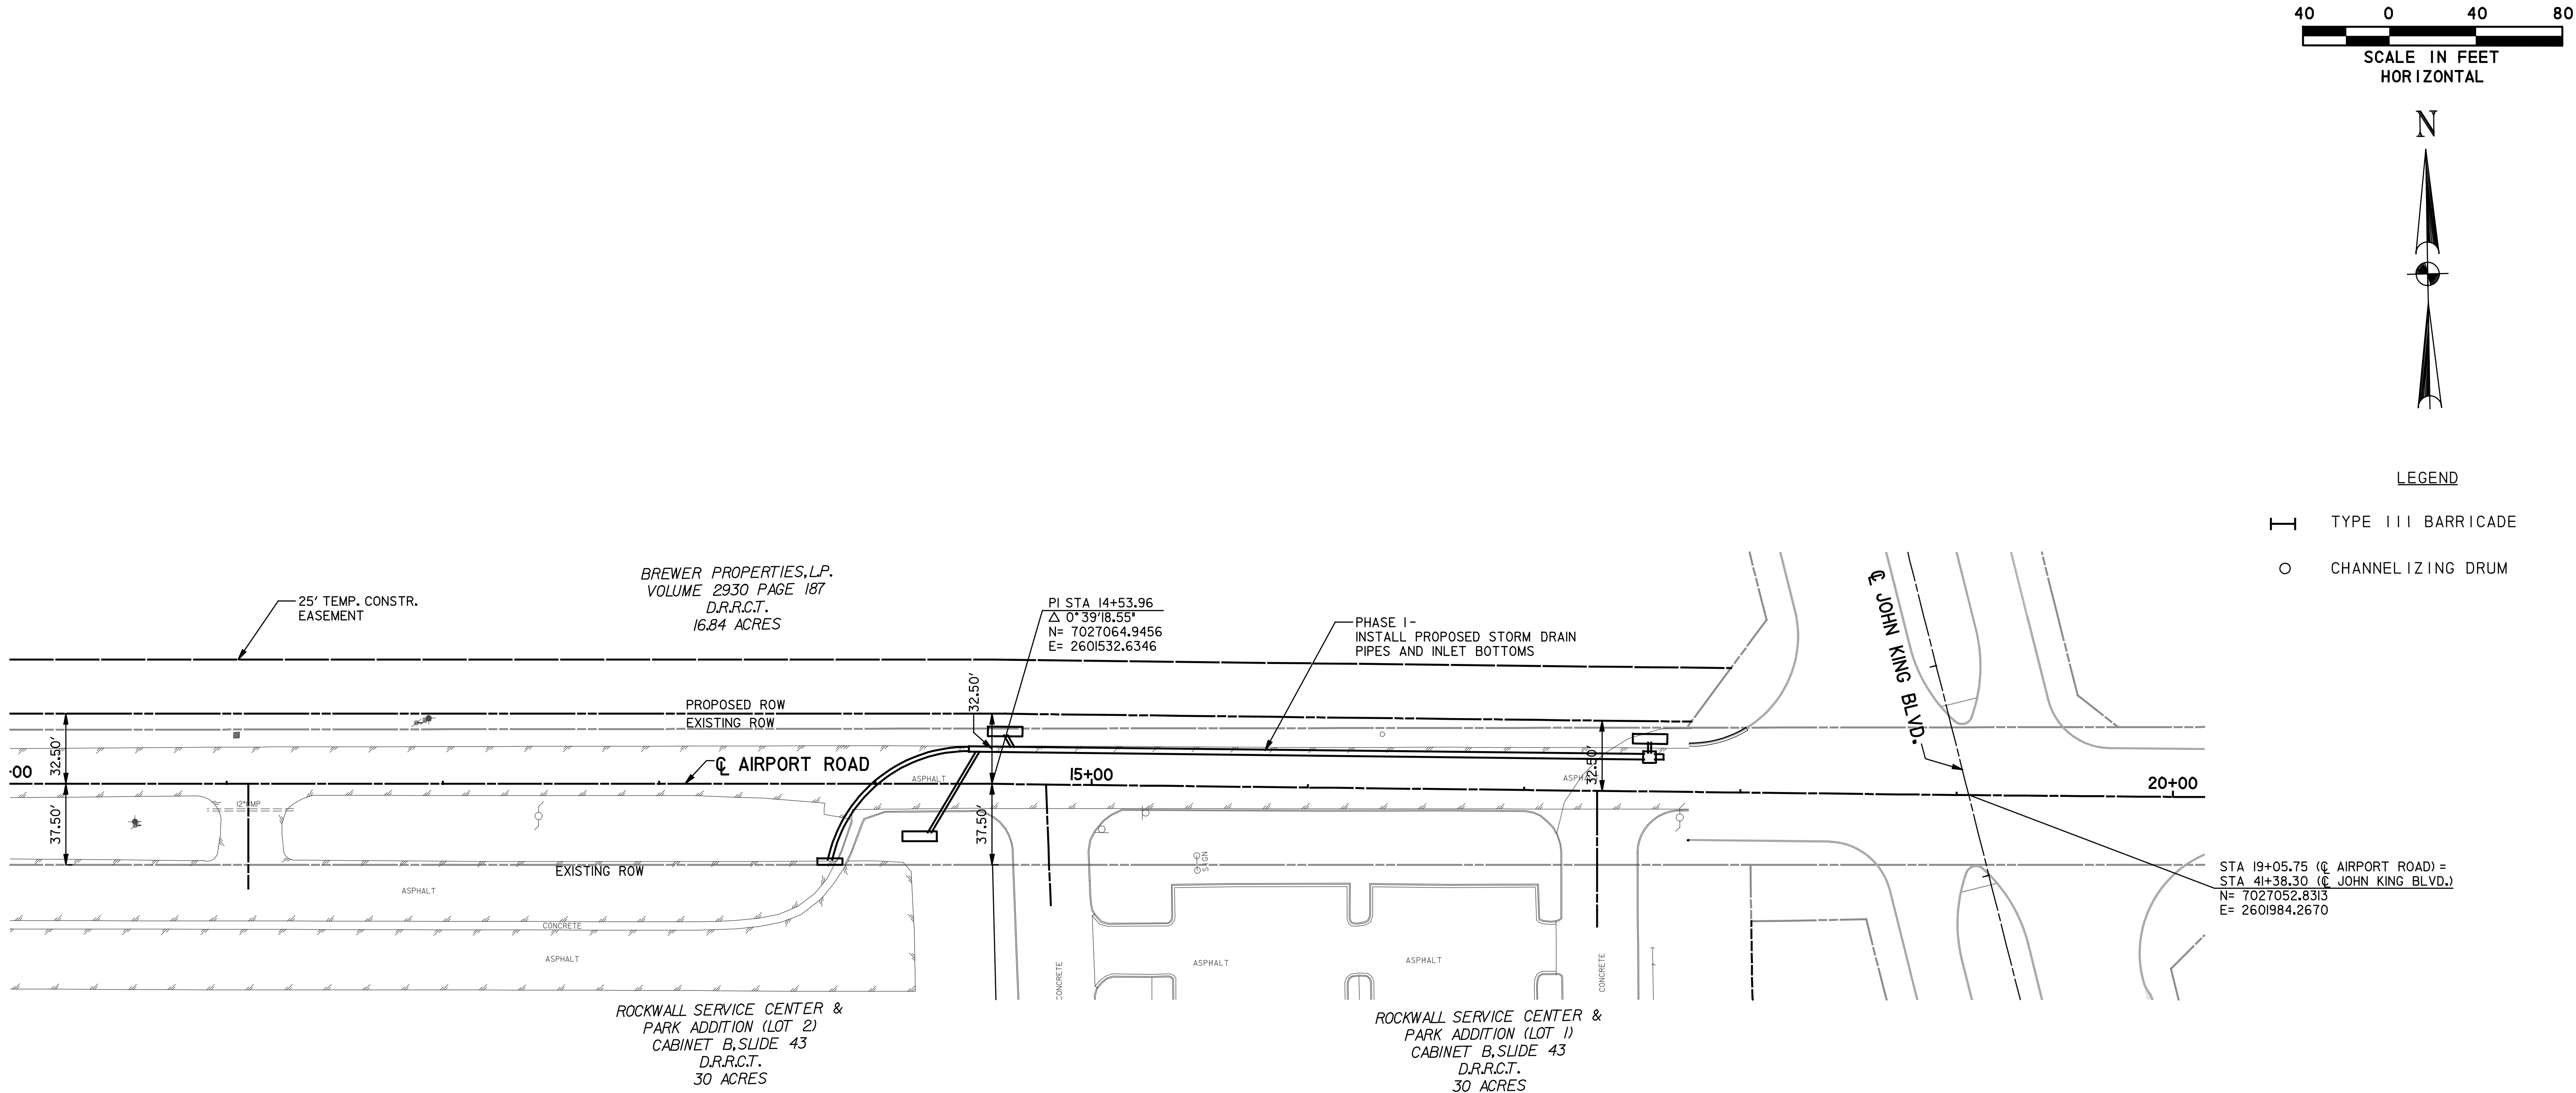 40 0 40 80
SCALE IN FEET
HORIZONTAL
N
LEGEND
TYPE III BARRICADE
CHANNELIZING DRUM
BREWER PROPERTIES, L.P.
VOLUME 2930 PAGE 187
D.R.R.C.T.
16.84 ACRES
25' TEMP. CONSTR.
EASEMENT
PI STA 14+53.96
△ 0°39'18.55"
N= 7027064.9456
E= 2601532.6346
PHASE I-
INSTALL PROPOSED STORM DRAIN
PIPES AND INLET BOTTOMS
℄ JOHN KING BLVD.
PROPOSED ROW
EXISTING ROW
32.50'
32.50'
32.50'
-00
℄ AIRPORT ROAD
ASPHALT
15+00
20+00
37.50'
37.50'
EXISTING ROW
SIGN
ASPHALT
CONCRETE
ASPHALT
CONCRETE
ASPHALT
ASPHALT
CONCRETE
STA 19+05.75 (℄ AIRPORT ROAD) =
STA 41+38.30 (℄ JOHN KING BLVD.)
N= 7027052.8313
E= 2601984.2670
ROCKWALL SERVICE CENTER &
PARK ADDITION (LOT 2)
CABINET B, SLIDE 43
D.R.R.C.T.
30 ACRES
ROCKWALL SERVICE CENTER &
PARK ADDITION (LOT 1)
CABINET B, SLIDE 43
D.R.R.C.T.
30 ACRES